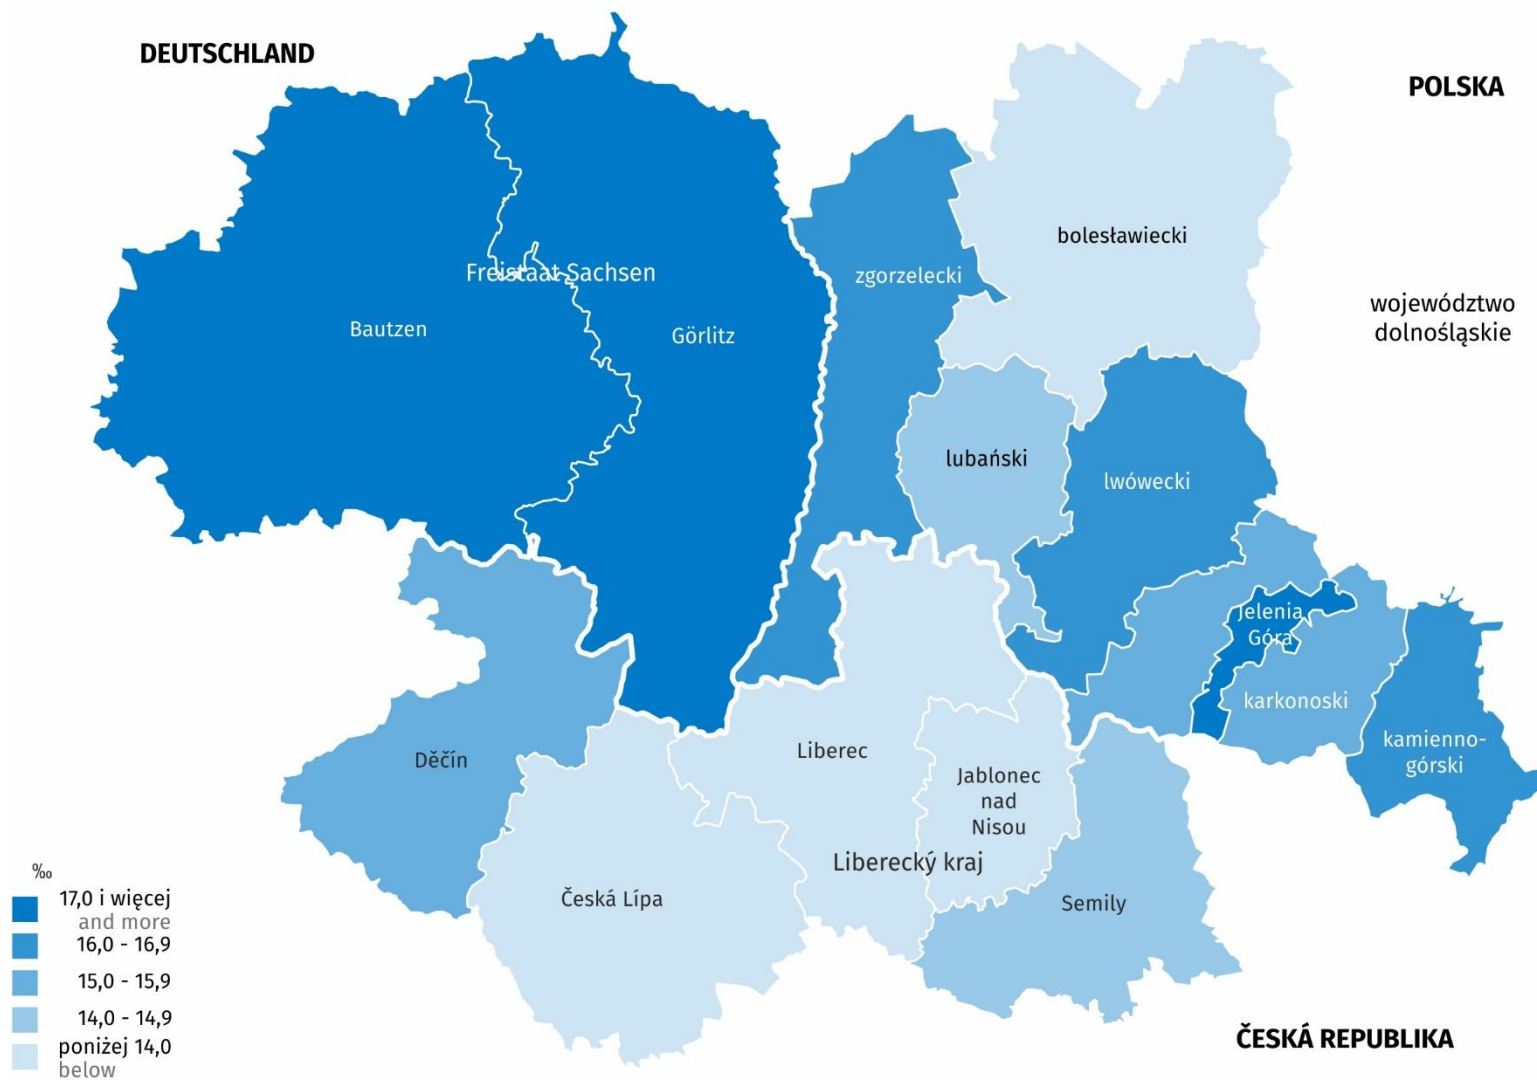 DEUTSCHLAND
POLSKA
bolesławiecki
Freistaat Sachsen
zgorzelecki
województwo
dolnośląskie
Bautzen
Görlitz
lubański
lwówecki
Jelenia
Góra
karkonoski
kamienno-
górski
Děčín
Liberec
Jablonec
nad
Nisou
Liberecký kraj
Česká Lípa
Semily
‰
17,0 i więcej
and more
16,0 - 16,9
15,0 - 15,9
14,0 - 14,9
poniżej 14,0
below
ČESKÁ REPUBLIKA